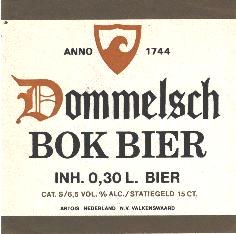 ANNO 1744
Dommelsch
BOK BIER
INH. 0,30 L. BIER
CAT. S/6,5 VOL. % ALC./STATIEGELD 15 CT.
ARTOIS NEDERLAND N.V. VALKENSWAARD